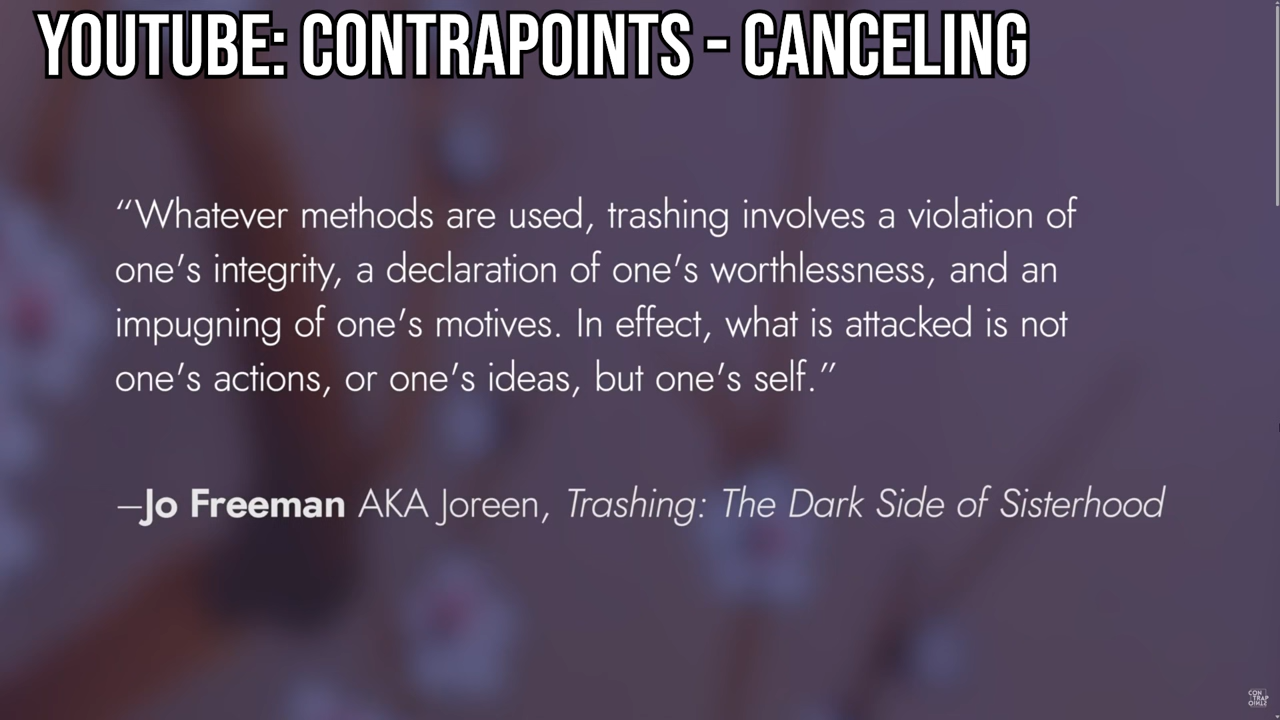 YOUTUBE: CONTRAPOINTS - CANCELING
“Whatever methods are used, trashing involves a violation of
one’s integrity, a declaration of one’s worthlessness, and an
impugning of one’s motives. In effect, what is attacked is not
one’s actions, or one’s ideas, but one’s self.”
—Jo Freeman AKA Joreen, Trashing: The Dark Side of Sisterhood
CON
TRAP